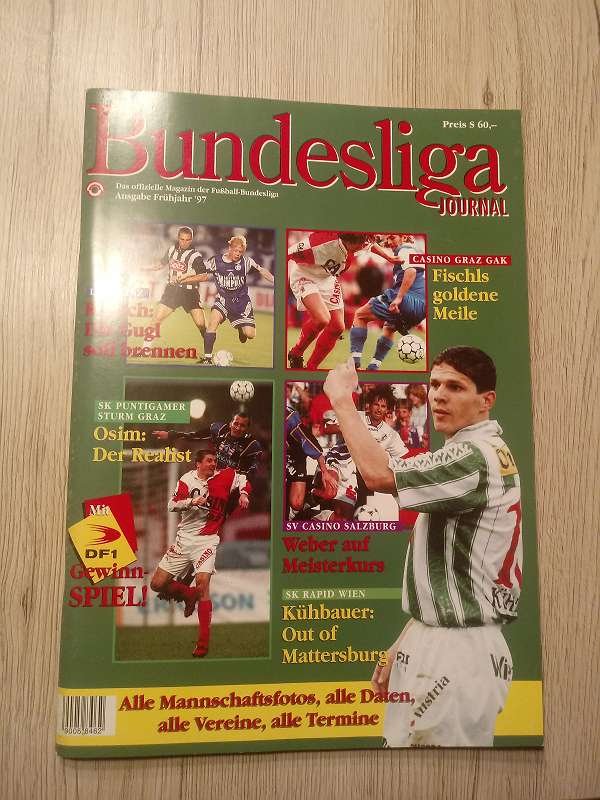 Bundesliga
JOURNAL
Preis S 60,–
Das offizielle Magazin der Fußball-Bundesliga
Ausgabe Frühjahr '97
Gugl
soll brennen
CASINO GRAZ GAK
Fischls
goldene
Meile
SK PUNTIGAMER
STURM GRAZ
Osim:
Der Realist
SV CASINO SALZBURG
Weber auf
Meisterkurs
Mit
DF1
Gewinn-
SPIEL!
SK RAPID WIEN
Kühbauer:
Out of
Mattersburg
Alle Mannschaftsfotos, alle Daten,
alle Vereine, alle Termine